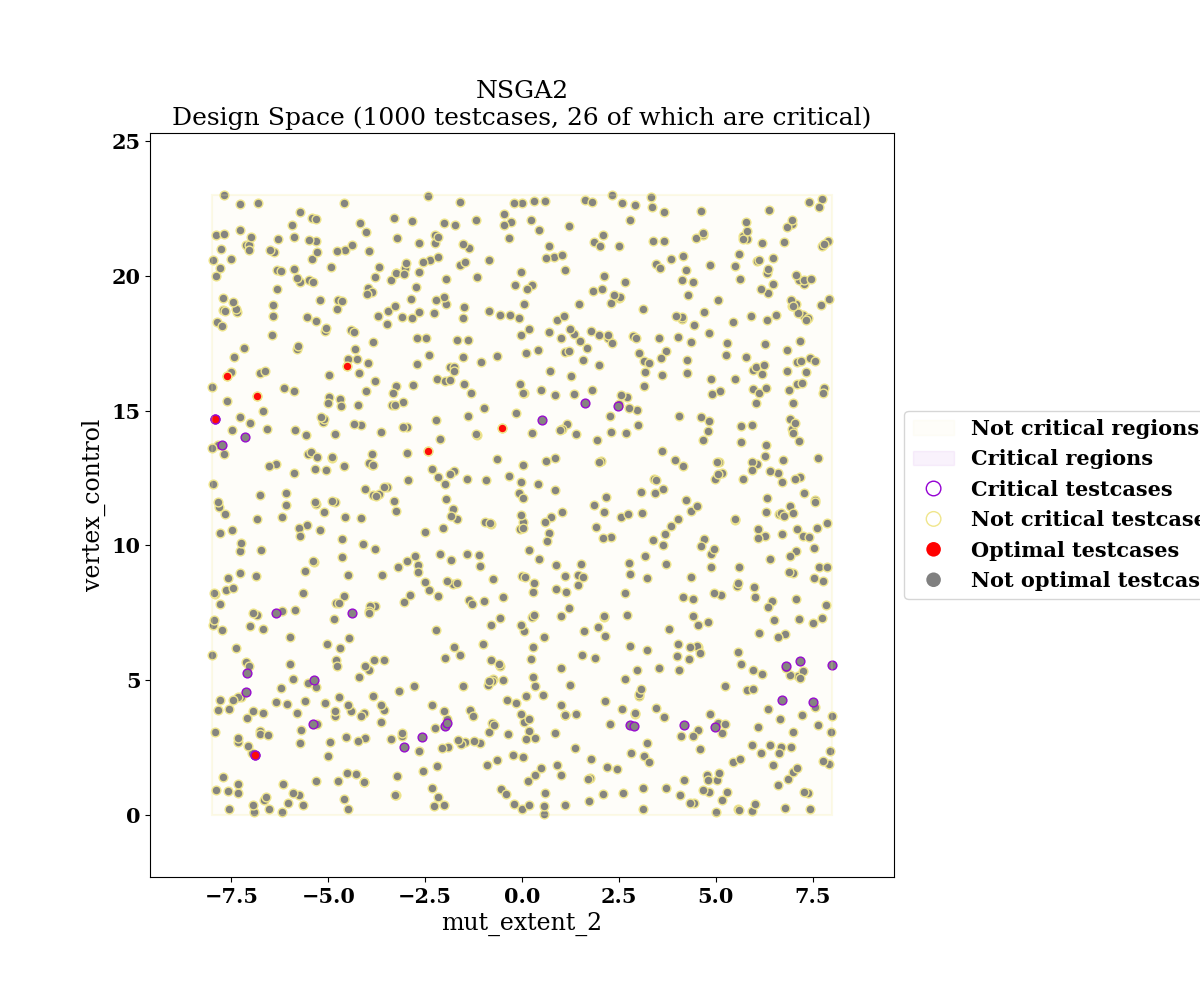 NSGA2
Design Space (1000 testcases, 26 of which are critical)
25
20
15
10
5
0
vertex_control
−7.5 −5.0 −2.5 0.0 2.5 5.0 7.5
mut_extent_2
Not critical regions
Critical regions
Critical testcases
Not critical testcase
Optimal testcases
Not optimal testcas